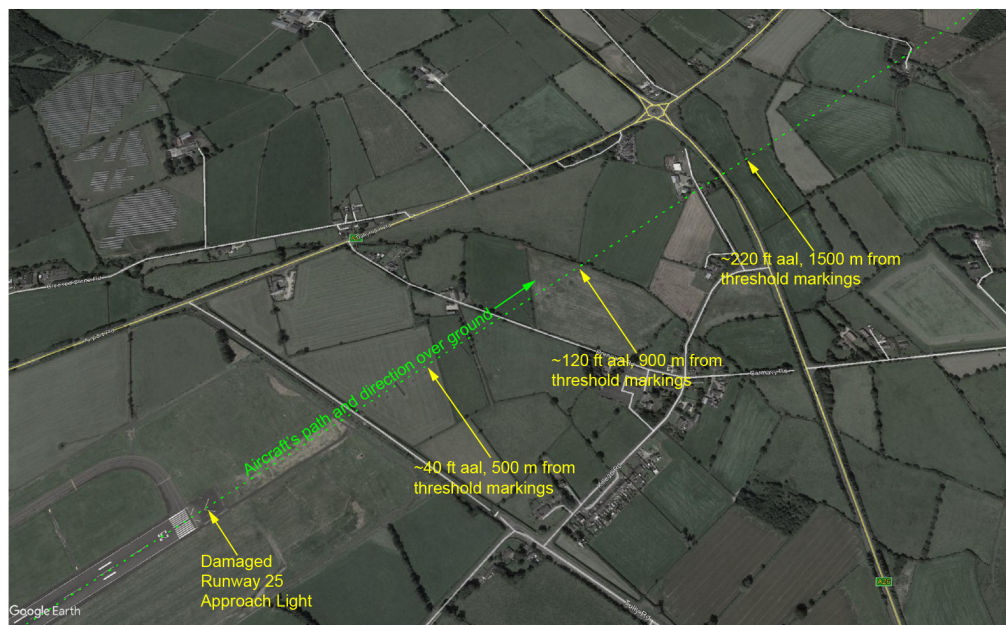 ~220 ft aal, 1500 m from
threshold markings
Aircraft's path and direction over ground
~120 ft aal, 900 m from
threshold markings
~40 ft aal, 500 m from
threshold markings
Damaged
Runway 25
Approach Light
A26
Google Earth